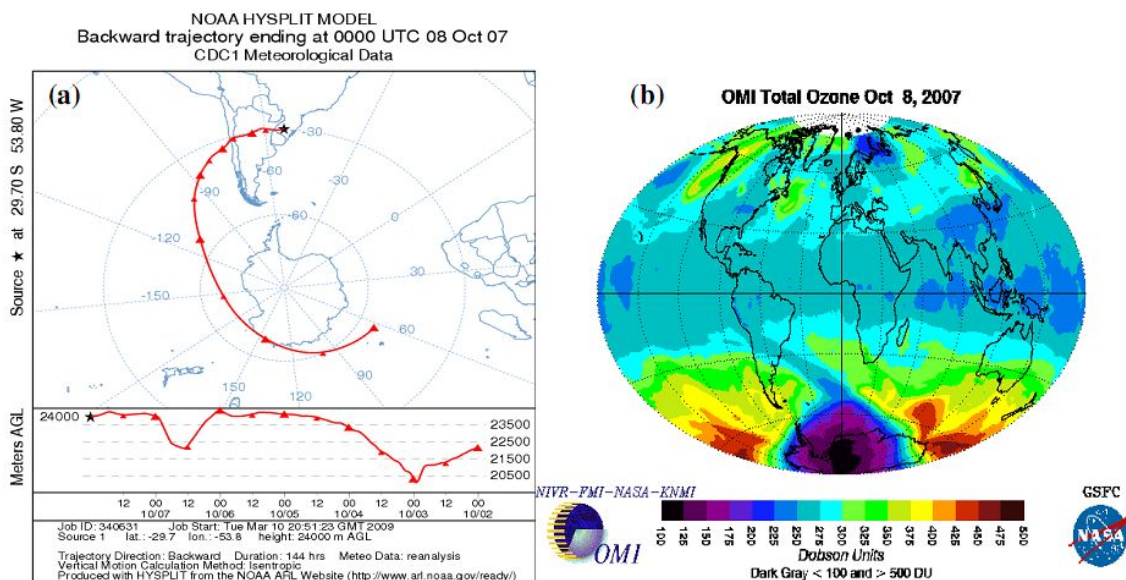 NOAA HYSPLIT MODEL
Backward trajectory ending at 0000 UTC 08 Oct 07
CDC1 Meteorological Data
Source ★ at 29.70 S 53.80 W
(a)
-30
-60
-30
-60
-90
0
-120
30
-150
60
150
120
90
Meters AGL
24000
23500
22500
21500
20500
12 00 12 00 12 00 12 00 12 00 12 00
10/07 10/06 10/05 10/04 10/03 10/02
Job ID: 340631 Job Start: Tue Mar 10 20:51:23 GMT 2009
Source 1 lat.: -29.7 lon.: -53.8 height: 24000 m AGL
Trajectory Direction: Backward Duration: 144 hrs Meteo Data: reanalysis
Vertical Motion Calculation Method: Isentropic
Produced with HYSPLIT from the NOAA ARL Website (http://www.arl.noaa.gov/ready/)
(b)
OMI Total Ozone Oct 8, 2007
NIVR-FMI-NASA-KNMI
OMI
GSFC
NASA
100 125 150 175 200 225 250 275 300 325 350 375 400 425 450 475 500
Dobson Units
Dark Gray < 100 and > 500 DU